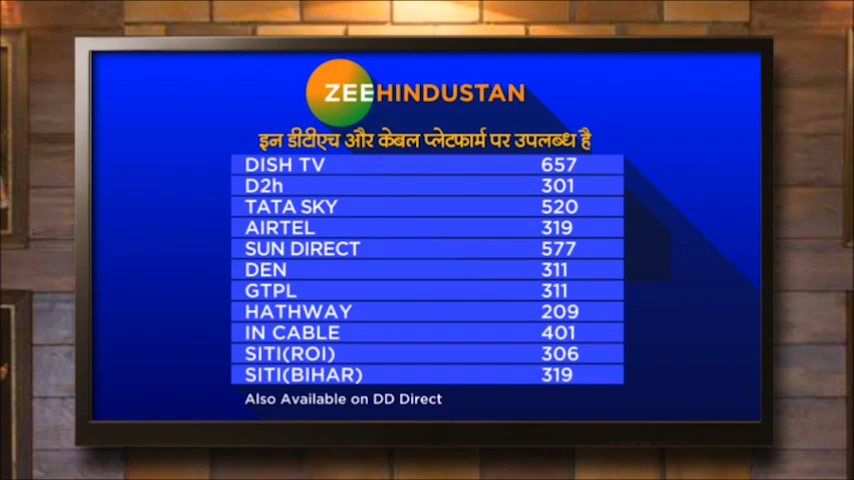 ZEEHINDUSTAN
इन डीटीएच और केबल प्लेटफार्म पर उपलब्ध है
DISH TV 657
D2h 301
TATA SKY 520
AIRTEL 319
SUN DIRECT 577
DEN 311
GTPL 311
HATHWAY 209
IN CABLE 401
SITI(ROI) 306
SITI(BIHAR) 319
Also Available on DD Direct